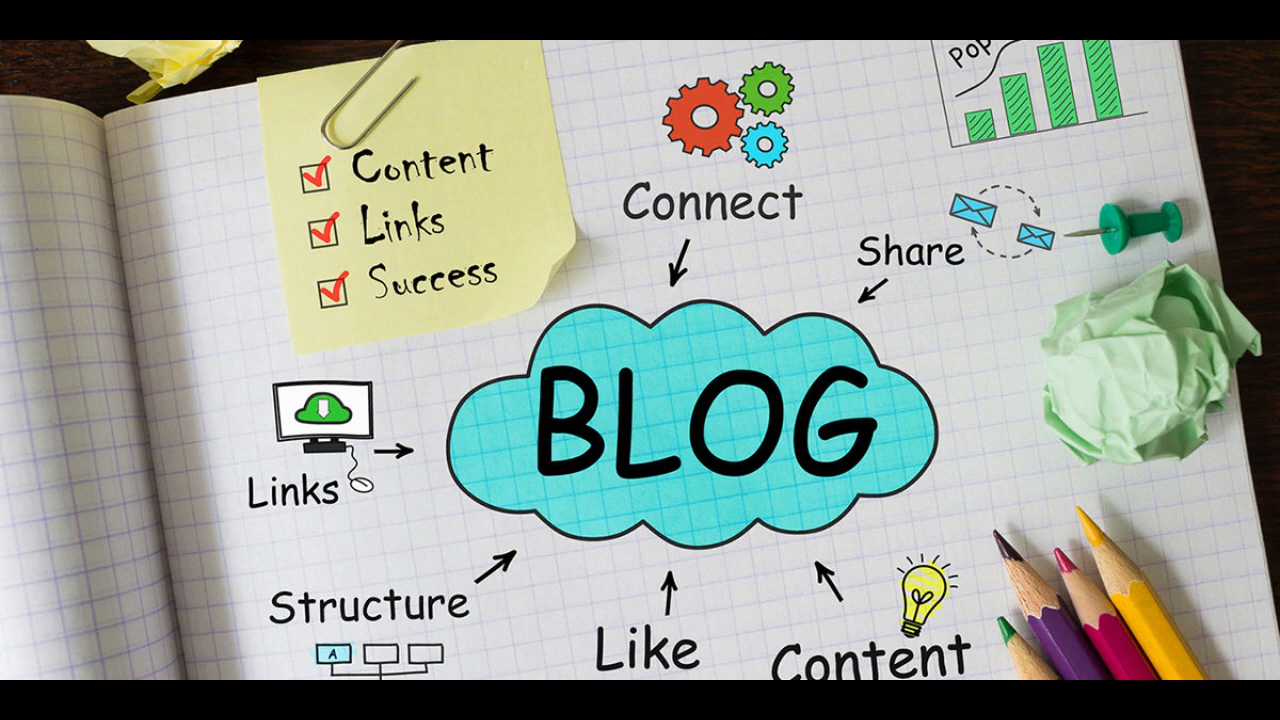 Content
Links
Success
Connect
Share
BLOG
Links
Structure
A
Like
Content